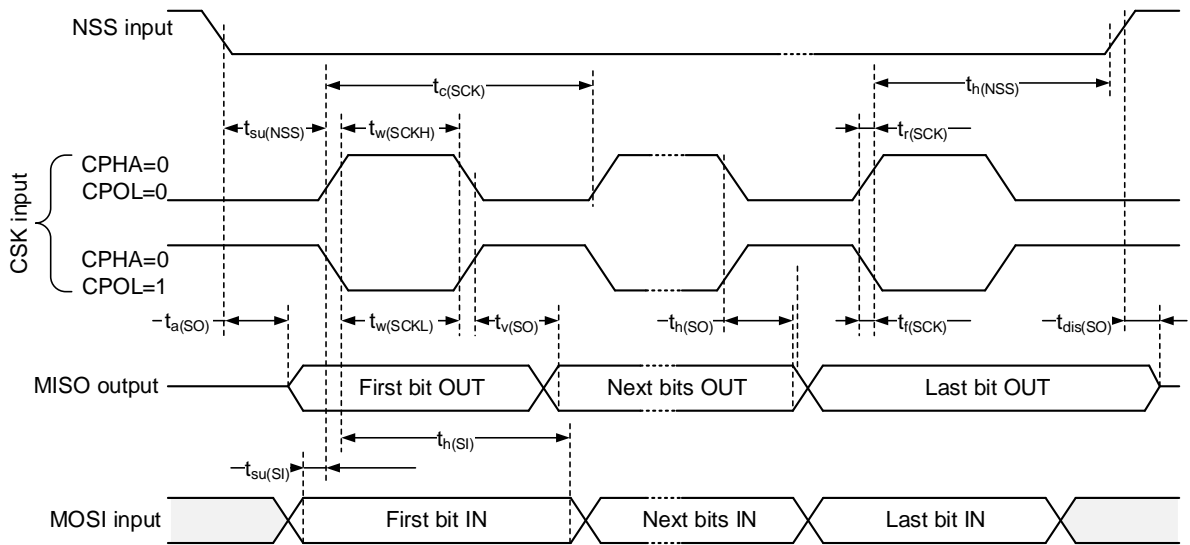 NSS input
tc(SCK)
th(NSS)
tsu(NSS)
tw(SCKH)
tr(SCK)
CPHA=0
CPOL=0
CSK input
CPHA=0
CPOL=1
ta(SO)
tw(SCKL)
tv(SO)
th(SO)
tf(SCK)
tdis(SO)
MISO output
First bit OUT
Next bits OUT
Last bit OUT
th(SI)
tsu(SI)
MOSI input
First bit IN
Next bits IN
Last bit IN